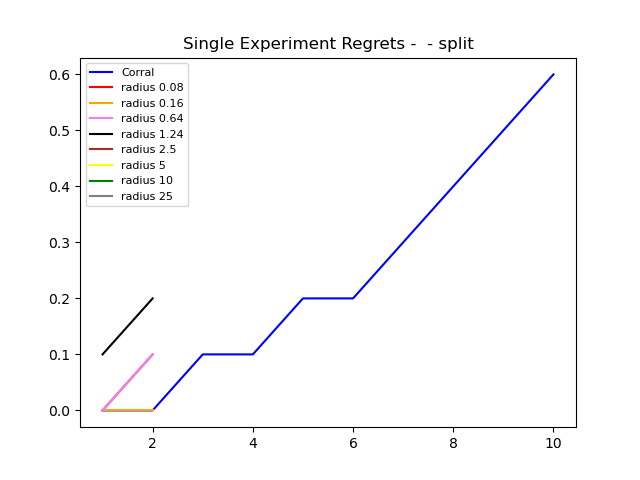 Single Experiment Regrets -  - split
Corral
radius 0.08
radius 0.16
radius 0.64
radius 1.24
radius 2.5
radius 5
radius 10
radius 25
0.6
0.5
0.4
0.3
0.2
0.1
0.0
2 4 6 8 10